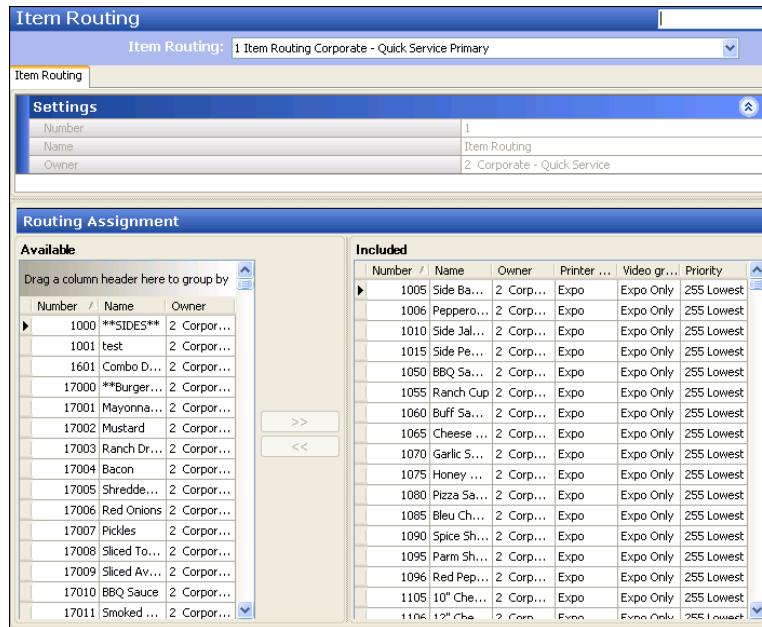 Item Routing
Item Routing: 1 Item Routing Corporate - Quick Service Primary
Item Routing
Settings
Number 1
Name Item Routing
Owner 2 Corporate - Quick Service
Routing Assignment
Available
Drag a column header here to group by
Number / Name Owner
1000 **SIDES** 2 Corpor...
1001 test 2 Corpor...
1601 Combo D... 2 Corpor...
17000 **Burger... 2 Corpor...
17001 Mayonna... 2 Corpor...
17002 Mustard 2 Corpor...
17003 Ranch Dr... 2 Corpor...
17004 Bacon 2 Corpor...
17005 Shredde... 2 Corpor...
17006 Red Onions 2 Corpor...
17007 Pickles 2 Corpor...
17008 Sliced To... 2 Corpor...
17009 Sliced Av... 2 Corpor...
17010 BBQ Sauce 2 Corpor...
17011 Smoked ... 2 Corpor...
>>
<<
Included
Number / Name Owner Printer ... Video gr... Priority
1005 Side Ba... 2 Corp... Expo Expo Only 255 Lowest
1006 Peppero... 2 Corp... Expo Expo Only 255 Lowest
1010 Side Jal... 2 Corp... Expo Expo Only 255 Lowest
1015 Side Pe... 2 Corp... Expo Expo Only 255 Lowest
1050 BBQ Sa... 2 Corp... Expo Expo Only 255 Lowest
1055 Ranch Cup 2 Corp... Expo Expo Only 255 Lowest
1060 Buff Sa... 2 Corp... Expo Expo Only 255 Lowest
1065 Cheese ... 2 Corp... Expo Expo Only 255 Lowest
1070 Garlic S... 2 Corp... Expo Expo Only 255 Lowest
1075 Honey ... 2 Corp... Expo Expo Only 255 Lowest
1080 Pizza Sa... 2 Corp... Expo Expo Only 255 Lowest
1085 Bleu Ch... 2 Corp... Expo Expo Only 255 Lowest
1090 Spice Sh... 2 Corp... Expo Expo Only 255 Lowest
1095 Parm Sh... 2 Corp... Expo Expo Only 255 Lowest
1096 Red Pep... 2 Corp... Expo Expo Only 255 Lowest
1105 10" Che... 2 Corp... Expo Expo Only 255 Lowest
1106 12" Che... 2 Corp... Expo Expo Only 255 Lowest